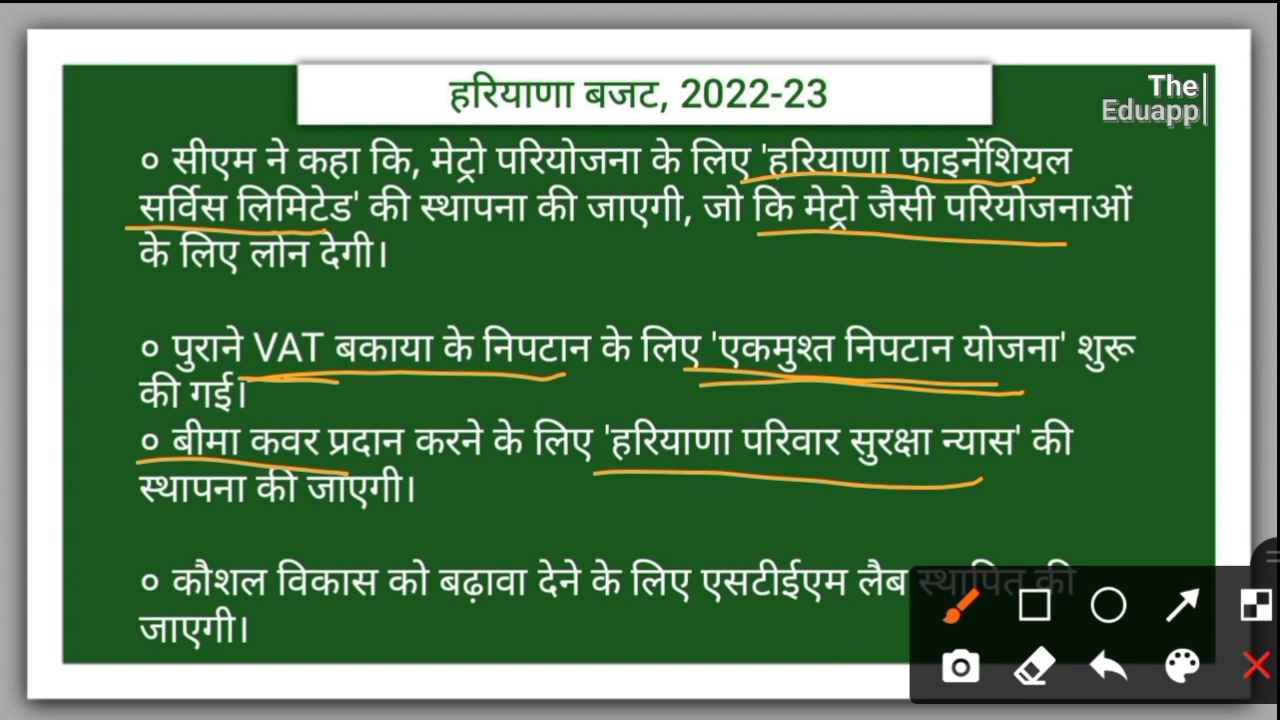 हरियाणा बजट, 2022-23
The
Eduapp
० सीएम ने कहा कि, मेट्रो परियोजना के लिए 'हरियाणा फाइनेंशियल
सर्विस लिमिटेड' की स्थापना की जाएगी, जो कि मेट्रो जैसी परियोजनाओं
के लिए लोन देगी।
० पुराने VAT बकाया के निपटान के लिए 'एकमुश्त निपटान योजना' शुरू
की गई।
० बीमा कवर प्रदान करने के लिए 'हरियाणा परिवार सुरक्षा न्यास' की
स्थापना की जाएगी।
० कौशल विकास को बढ़ावा देने के लिए एसटीईएम लैब स्थापित की
जाएगी।